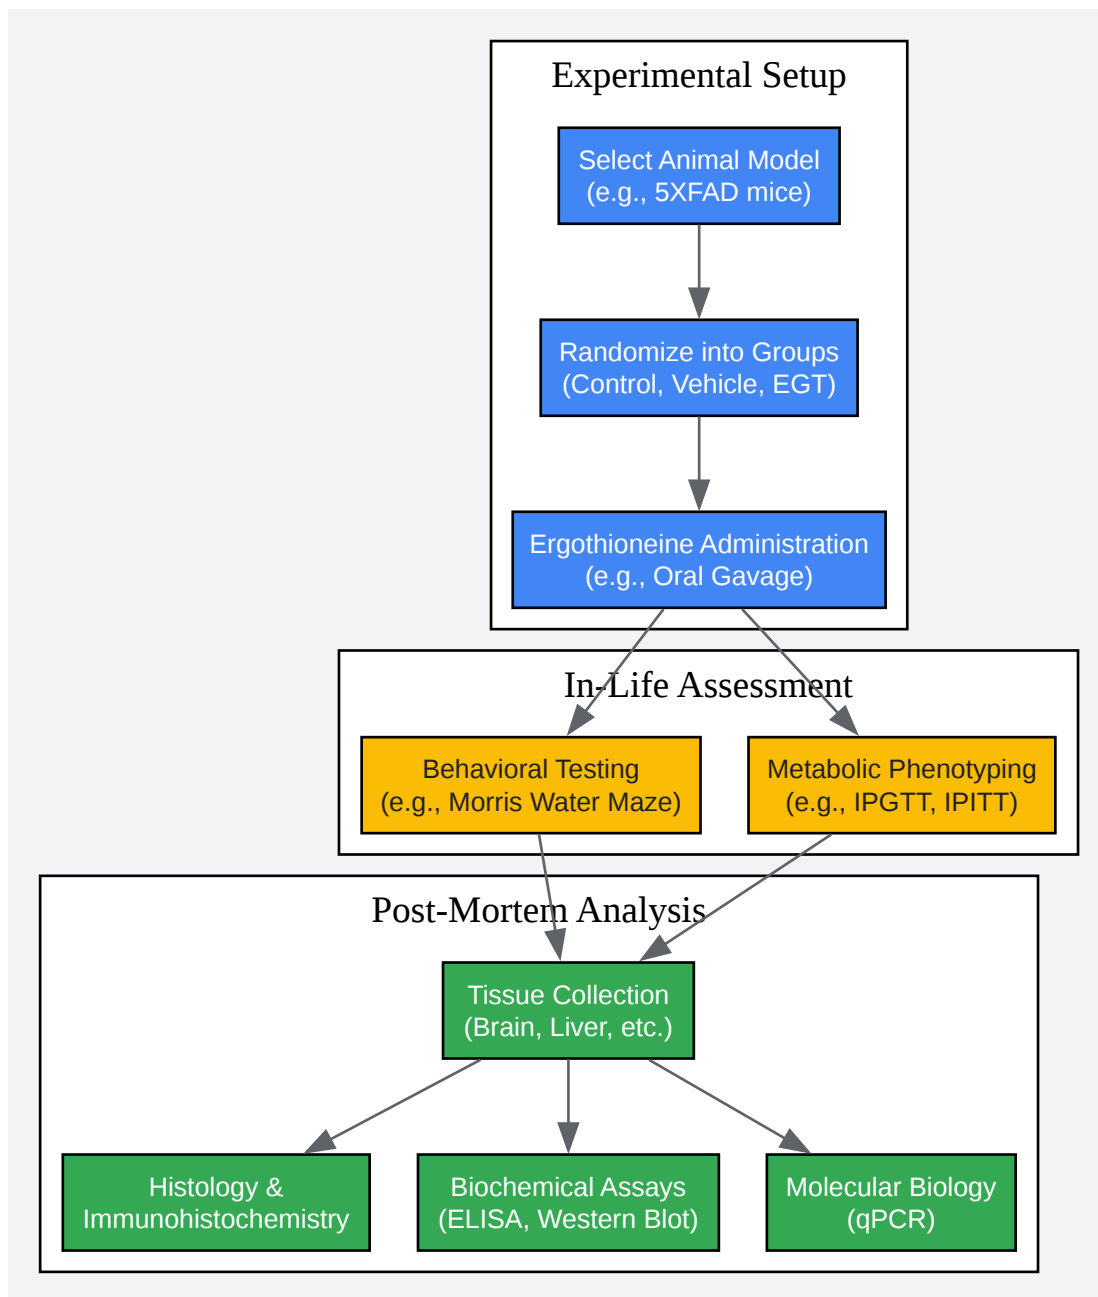 Experimental Setup
Select Animal Model
(e.g., 5XFAD mice)
Randomize into Groups
(Control, Vehicle, EGT)
Ergothioneine Administration
(e.g., Oral Gavage)
In-Life Assessment
Behavioral Testing
(e.g., Morris Water Maze)
Metabolic Phenotyping
(e.g., IPGTT, IPITT)
Post-Mortem Analysis
Tissue Collection
(Brain, Liver, etc.)
Histology &
Immunohistochemistry
Biochemical Assays
(ELISA, Western Blot)
Molecular Biology
(qPCR)